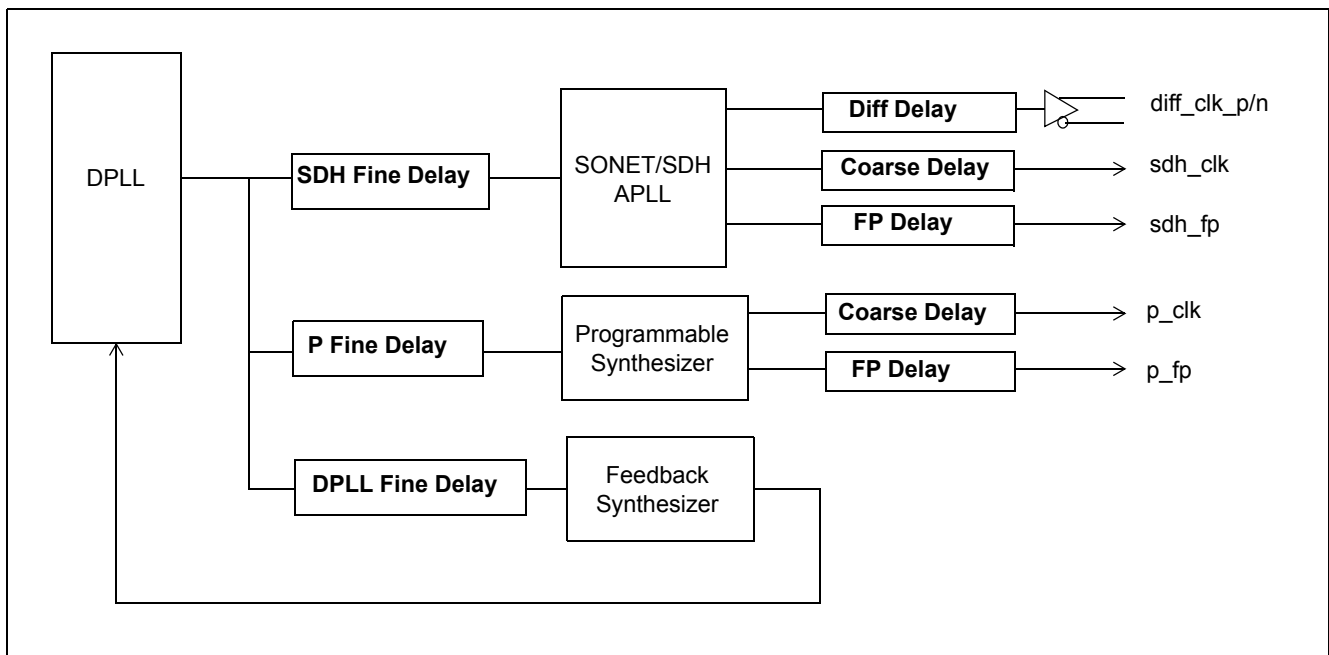 DPLL
SDH Fine Delay
SONET/SDH
APLL
Diff Delay
diff_clk_p/n
Coarse Delay
sdh_clk
FP Delay
sdh_fp
P Fine Delay
Programmable
Synthesizer
Coarse Delay
p_clk
FP Delay
p_fp
DPLL Fine Delay
Feedback
Synthesizer